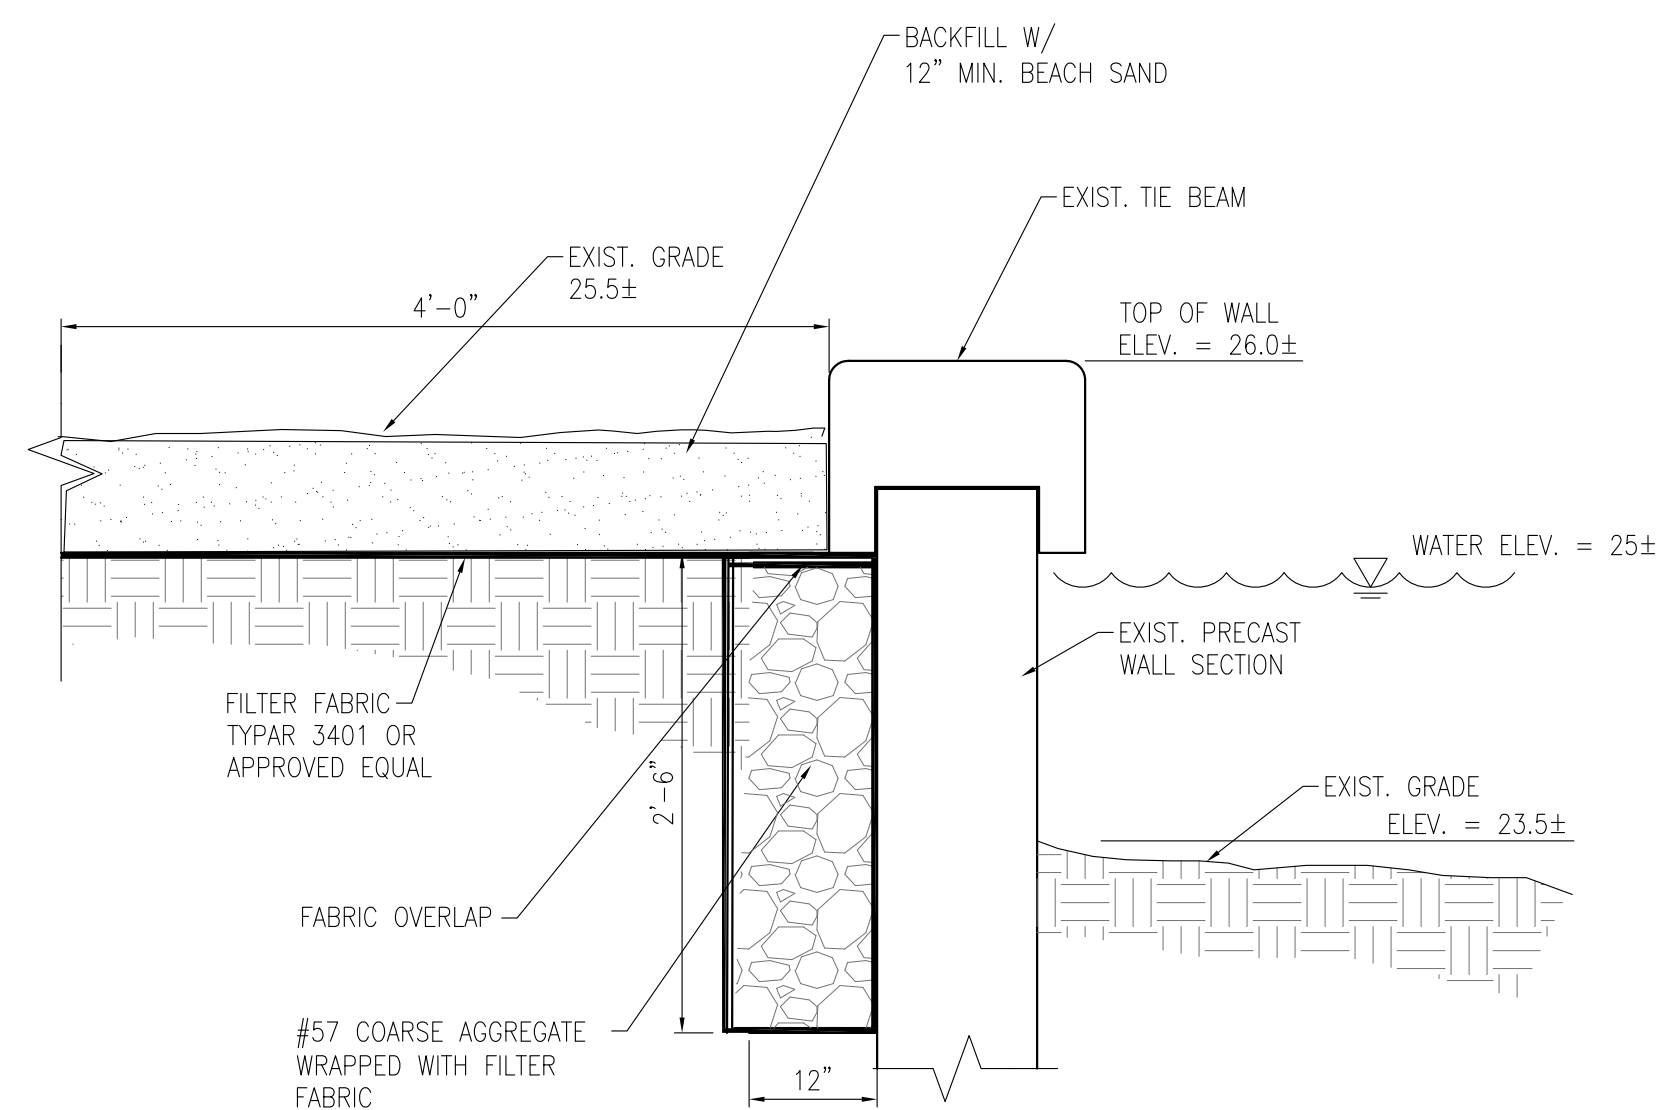 BACKFILL W/
12" MIN. BEACH SAND
EXIST. TIE BEAM
EXIST. GRADE
25.5±
4'-0"
TOP OF WALL
ELEV. = 26.0±
WATER ELEV. = 25±
EXIST. PRECAST
WALL SECTION
FILTER FABRIC
TYPAR 3401 OR
APPROVED EQUAL
2'-6"
EXIST. GRADE
ELEV. = 23.5±
FABRIC OVERLAP
#57 COARSE AGGREGATE
WRAPPED WITH FILTER
FABRIC
12"